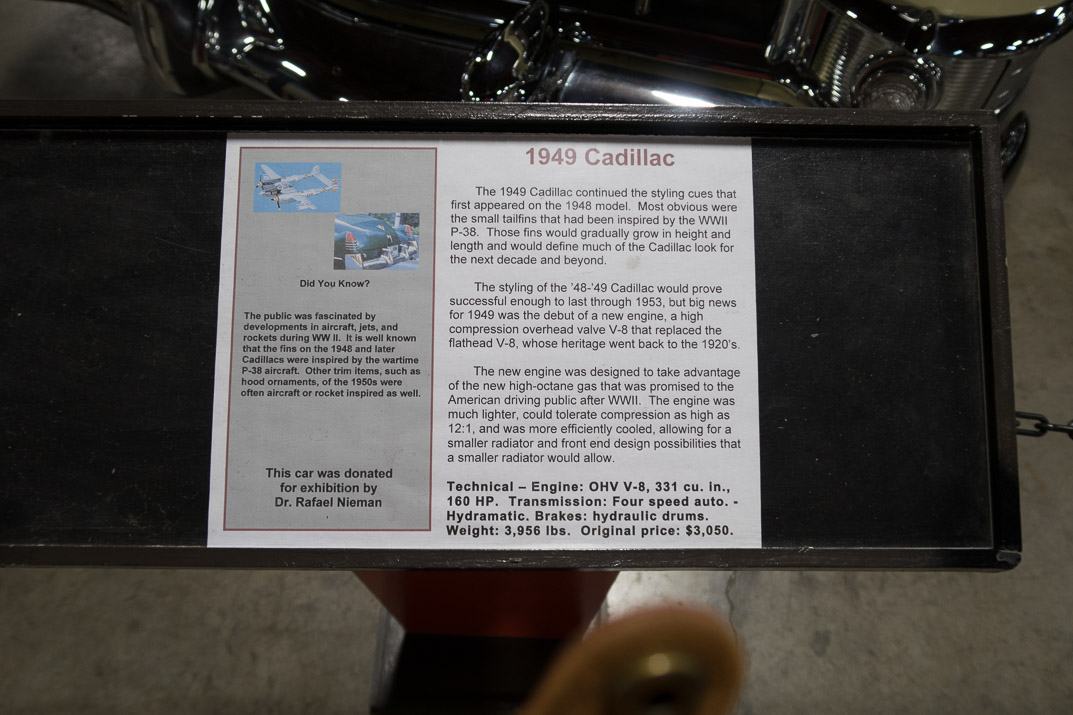 Did You Know?
The public was fascinated by
developments in aircraft, jets, and
rockets during WW II. It is well known
that the fins on the 1948 and later
Cadillacs were inspired by the wartime
P-38 aircraft. Other trim items, such as
hood ornaments, of the 1950s were
often aircraft or rocket inspired as well.
This car was donated
for exhibition by
Dr. Rafael Nieman
1949 Cadillac
The 1949 Cadillac continued the styling cues that
first appeared on the 1948 model. Most obvious were
the small tailfins that had been inspired by the WWII
P-38. Those fins would gradually grow in height and
length and would define much of the Cadillac look for
the next decade and beyond.
The styling of the '48-'49 Cadillac would prove
successful enough to last through 1953, but big news
for 1949 was the debut of a new engine, a high
compression overhead valve V-8 that replaced the
flathead V-8, whose heritage went back to the 1920's.
The new engine was designed to take advantage
of the new high-octane gas that was promised to the
American driving public after WWII. The engine was
much lighter, could tolerate compression as high as
12:1, and was more efficiently cooled, allowing for a
smaller radiator and front end design possibilities that
a smaller radiator would allow.
Technical – Engine: OHV V-8, 331 cu. in.,
160 HP. Transmission: Four speed auto. -
Hydramatic. Brakes: hydraulic drums.
Weight: 3,956 lbs. Original price: $3,050.